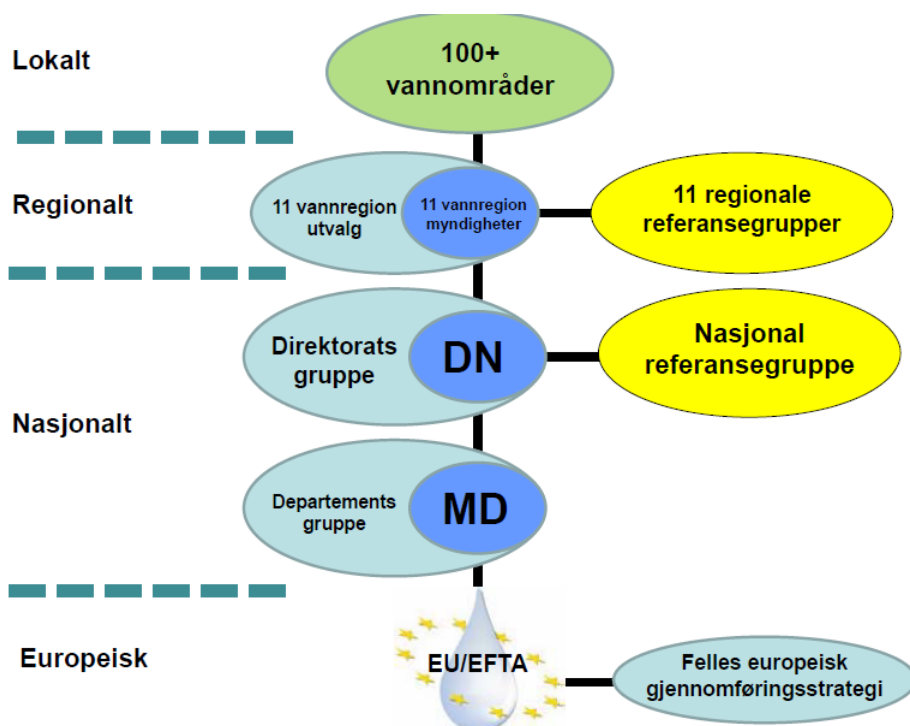 Lokalt
100+
vannområder
Regionalt
11 vannregion
utvalg
11 vannregion
myndigheter
11 regionale
referansegrupper
Nasjonalt
Direktorats
gruppe
DN
Nasjonal
referansegruppe
Departements
gruppe
MD
Europeisk
EU/EFTA
Felles europeisk
gjennomføringsstrategi